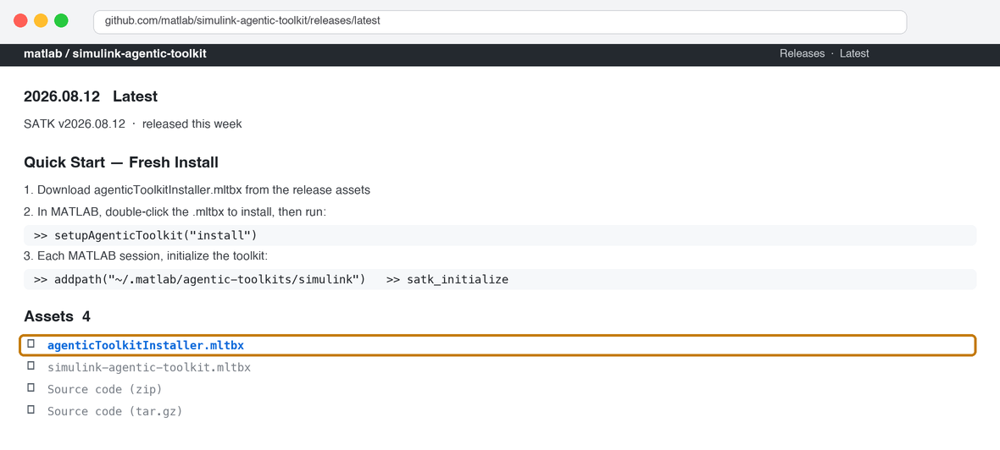 github.com/matlab/simulink-agentic-toolkit/releases/latest
matlab / simulink-agentic-toolkit
Releases · Latest
2026.08.12 Latest
SATK v2026.08.12 · released this week
Quick Start — Fresh Install
1. Download agenticToolkitInstaller.mltbx from the release assets
2. In MATLAB, double-click the .mltbx to install, then run:
>> setupAgenticToolkit("install")
3. Each MATLAB session, initialize the toolkit:
>> addpath("~/.matlab/agentic-toolkits/simulink") >> satk_initialize
Assets 4
agenticToolkitInstaller.mltbx
simulink-agentic-toolkit.mltbx
Source code (zip)
Source code (tar.gz)